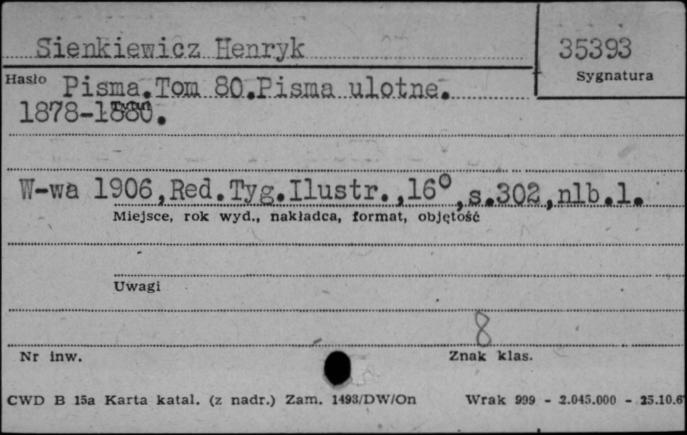 Sienkiewicz Henryk
35393
Sygnatura
Hasło Pisma.Tom 80.Pisma ulotne.
1878-1880.
W-wa 1906,Red.Tyg.Ilustr.,16°,s.302,nlb.1.
Miejsce, rok wyd., nakładca, format, objętość
Uwagi
8
Nr inw.
Znak klas.
CWD B 15a Karta katal. (z nadr.) Zam. 1493/DW/On Wrak 999 - 2.045.000 - 25.10.6